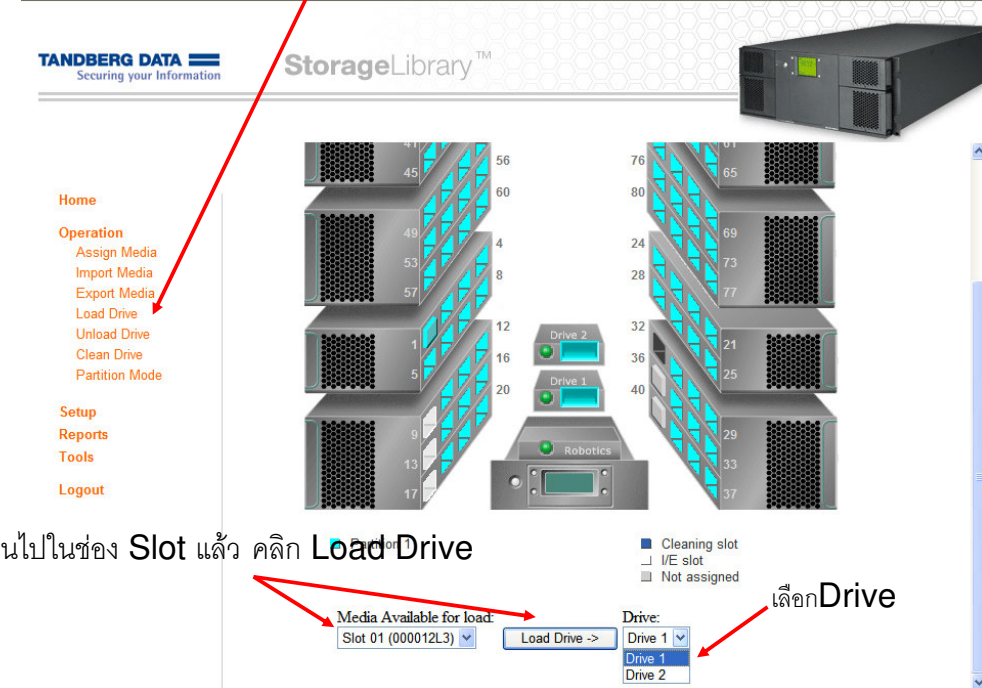 TANDBERG DATA
Securing your Information
StorageLibrary™
Home
Operation
Assign Media
Import Media
Export Media
Load Drive
Unload Drive
Clean Drive
Partition Mode
Setup
Reports
Tools
Logout
41
45
56
60
49
53
57
4
8
1
5
12
16
20
9
13
17
Drive 2
Drive 1
Robotics
76
80
61
65
24
28
69
73
77
32
36
40
21
25
29
33
37
นไปในช่อง Slot แล้ว คลิก Load Drive
Partition 1
Cleaning slot
I/E slot
Not assigned
เลือกDrive
Media Available for load:
Drive:
Slot 01 (000012L3)
Load Drive ->
Drive 1
Drive 1
Drive 2